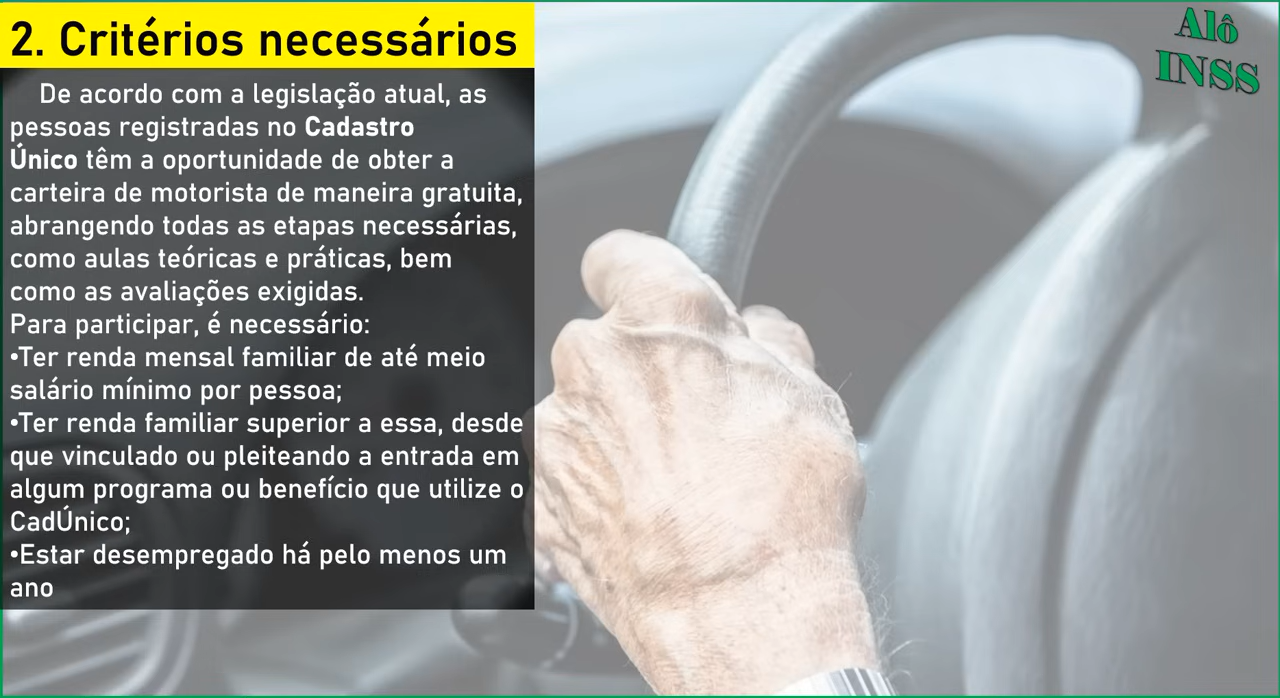 2. Critérios necessários
Alô
INSS
De acordo com a legislação atual, as
pessoas registradas no Cadastro
Único têm a oportunidade de obter a
carteira de motorista de maneira gratuita,
abrangendo todas as etapas necessárias,
como aulas teóricas e práticas, bem
como as avaliações exigidas.
Para participar, é necessário:
•Ter renda mensal familiar de até meio
salário mínimo por pessoa;
•Ter renda familiar superior a essa, desde
que vinculado ou pleiteando a entrada em
algum programa ou benefício que utilize o
CadÚnico;
•Estar desempregado há pelo menos um
ano